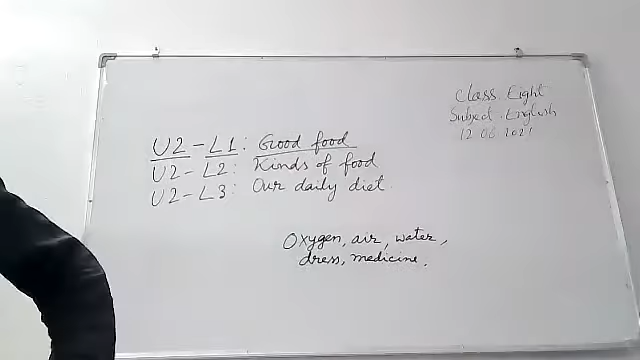 Class Eight
Subject. English
12 06 2021
U2-L1: Good food
U2-L2: Kinds of food
U2-L3: Our daily diet.
Oxygen, air, water,
dress, medicine.